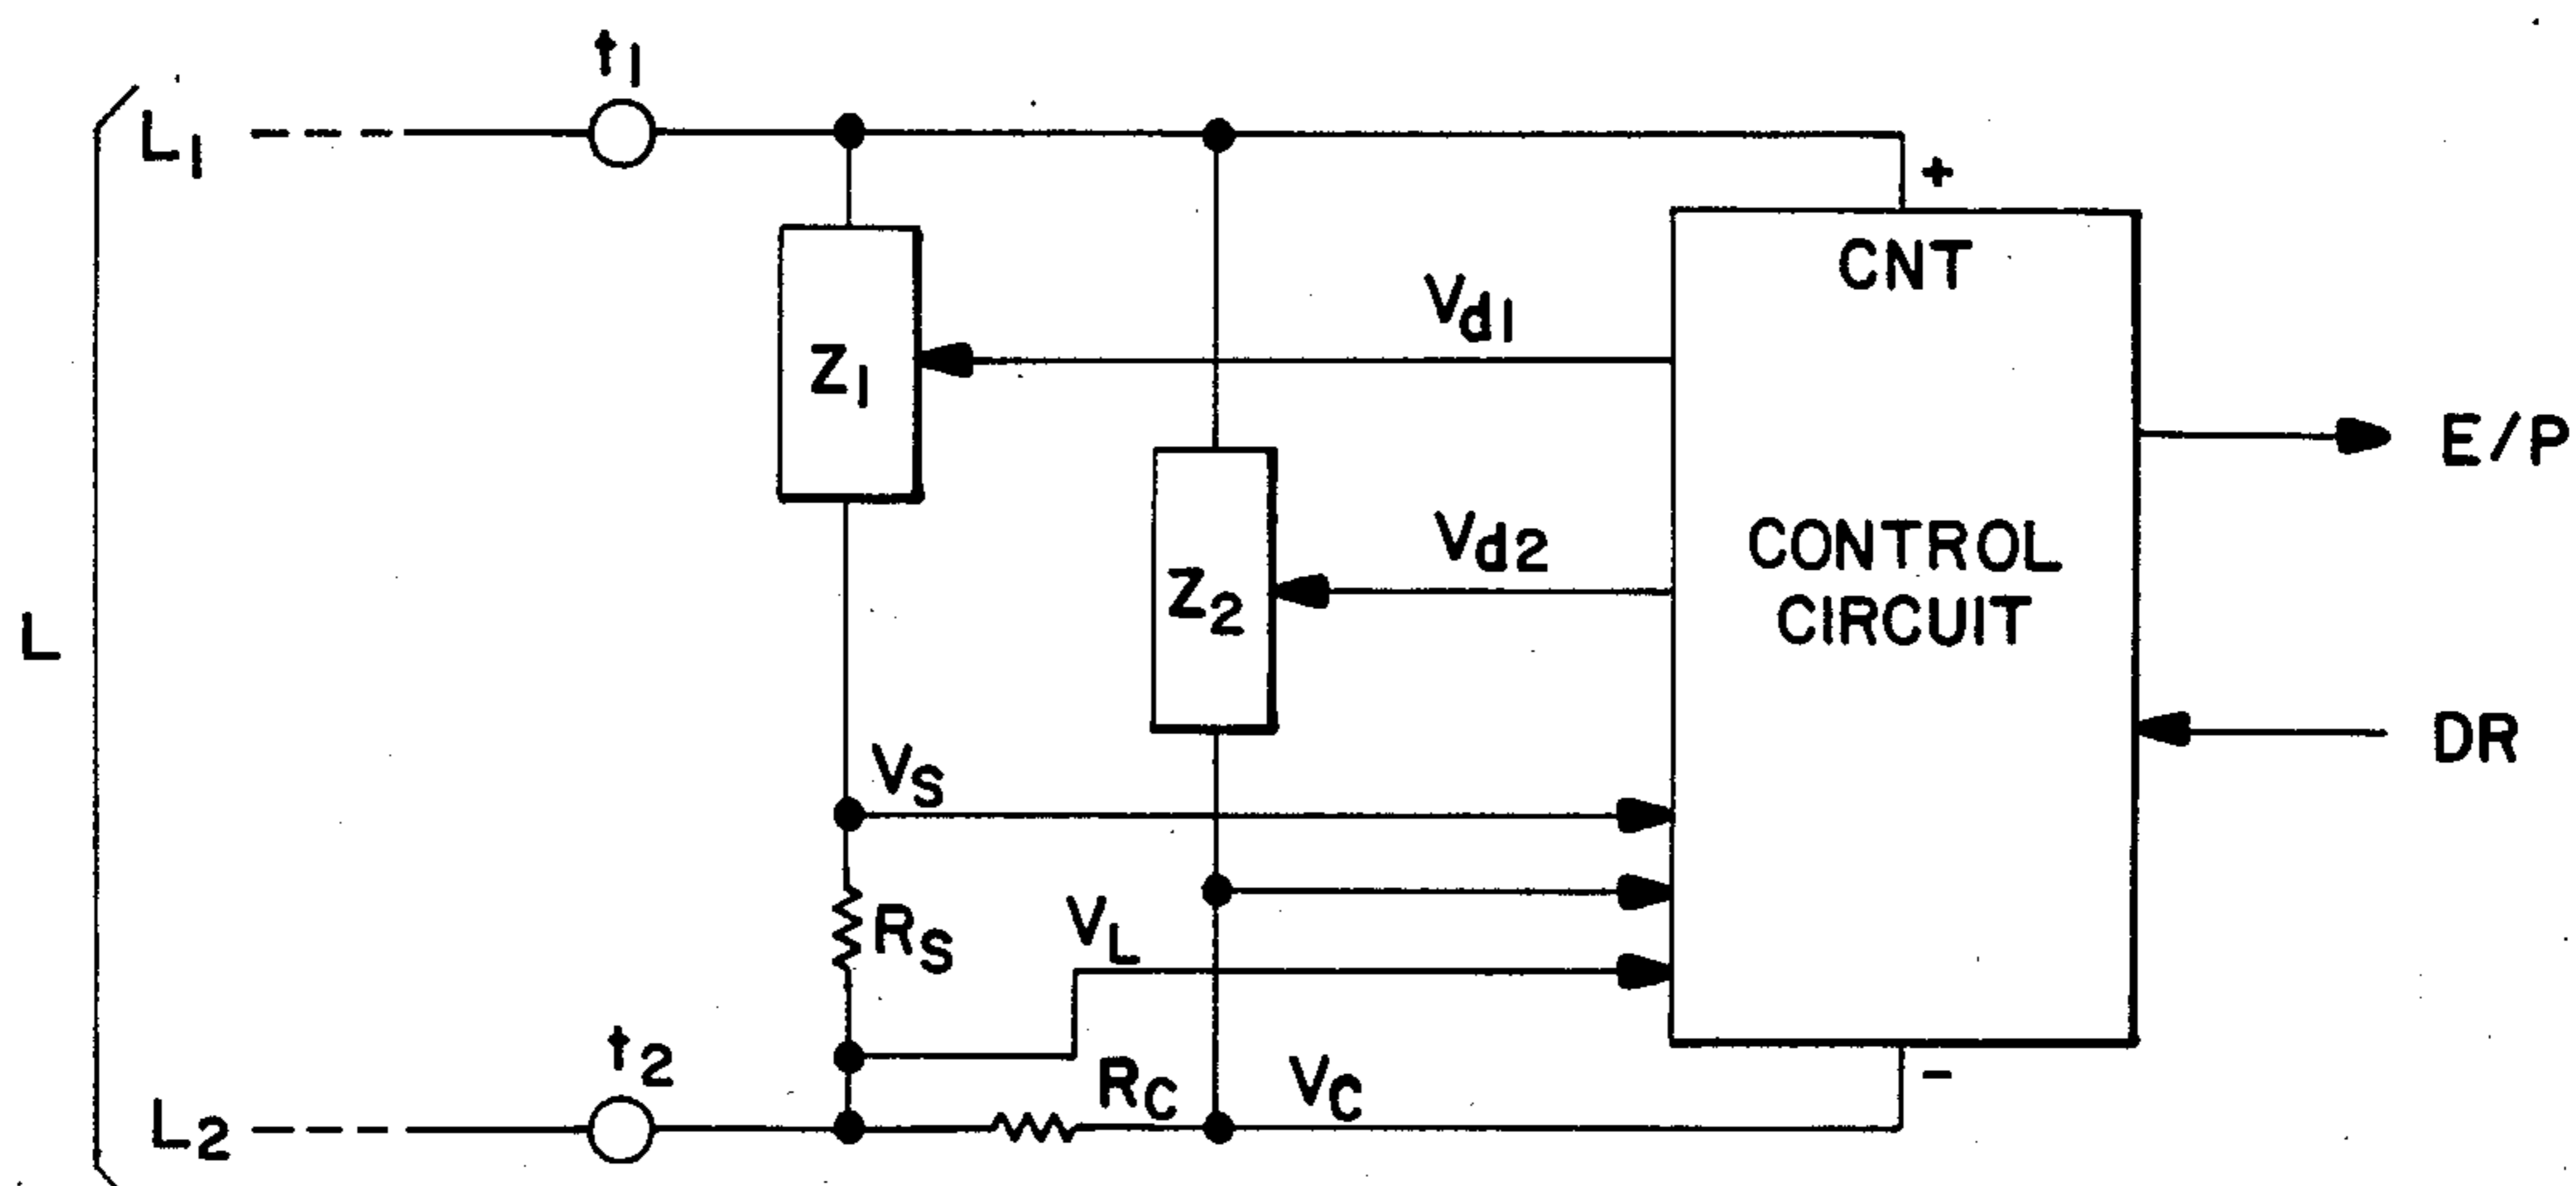 t1
L1
+
CNT
Vd1
Z1
E/P
Vd2
CONTROL
CIRCUIT
Z2
L
DR
VS
RS
VL
t2
RC
VC
-
L2